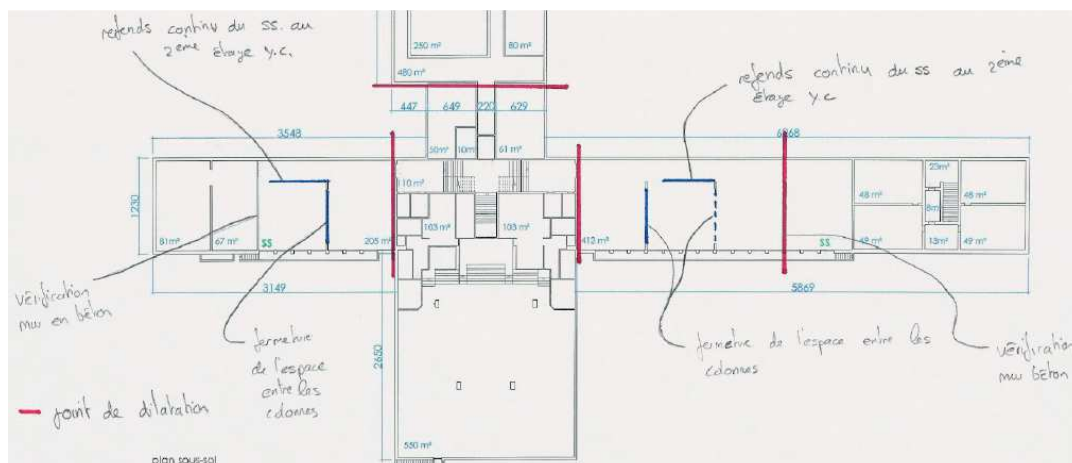 refends continu du SS. au
2ème étage y.c.
250 m²
80 m²
480 m²
refends continu du SS au 2ème
étage y.c
447 649 220 629
3548
6268
50m² 10m² 61 m²
110 m²
1230
23m²
48 m²
48 m²
8m²
163 m²
103 m²
81m²
67 m²
SS
205 m²
412 m²
SS
49 m²
13m²
49 m²
3149
5869
vérification
mur en béton
fermeture
de l'espace
entre les
colonnes
fermeture de l'espace entre les
colonnes
vérification
mur béton
2650
joint de dilatation
550 m²
plan sous-sol